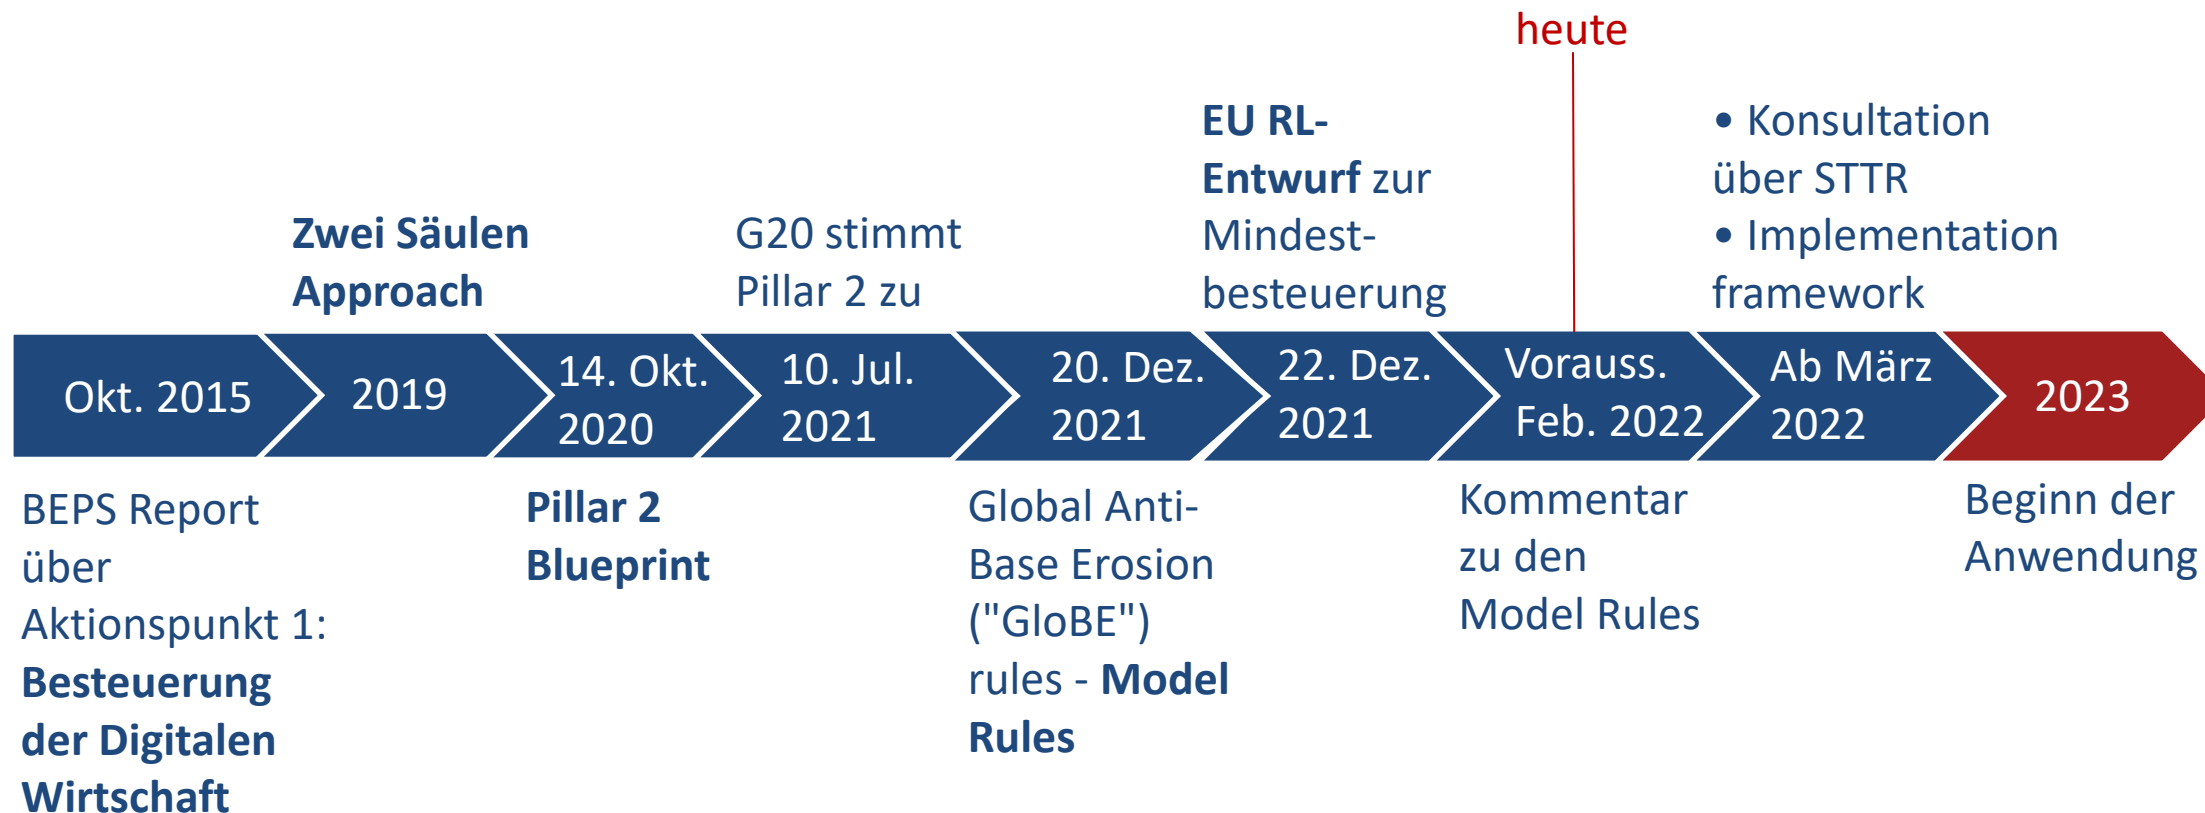 heute
EU RL-
Entwurf zur
Mindest-
besteuerung
• Konsultation
über STTR
• Implementation
framework
Zwei Säulen
Approach
G20 stimmt
Pillar 2 zu
Okt. 2015
2019
14. Okt.
2020
10. Jul.
2021
20. Dez.
2021
22. Dez.
2021
Vorauss.
Feb. 2022
Ab März
2022
2023
BEPS Report
über
Aktionspunkt 1:
Besteuerung
der Digitalen
Wirtschaft
Pillar 2
Blueprint
Global Anti-
Base Erosion
("GloBE")
rules - Model
Rules
Kommentar
zu den
Model Rules
Beginn der
Anwendung